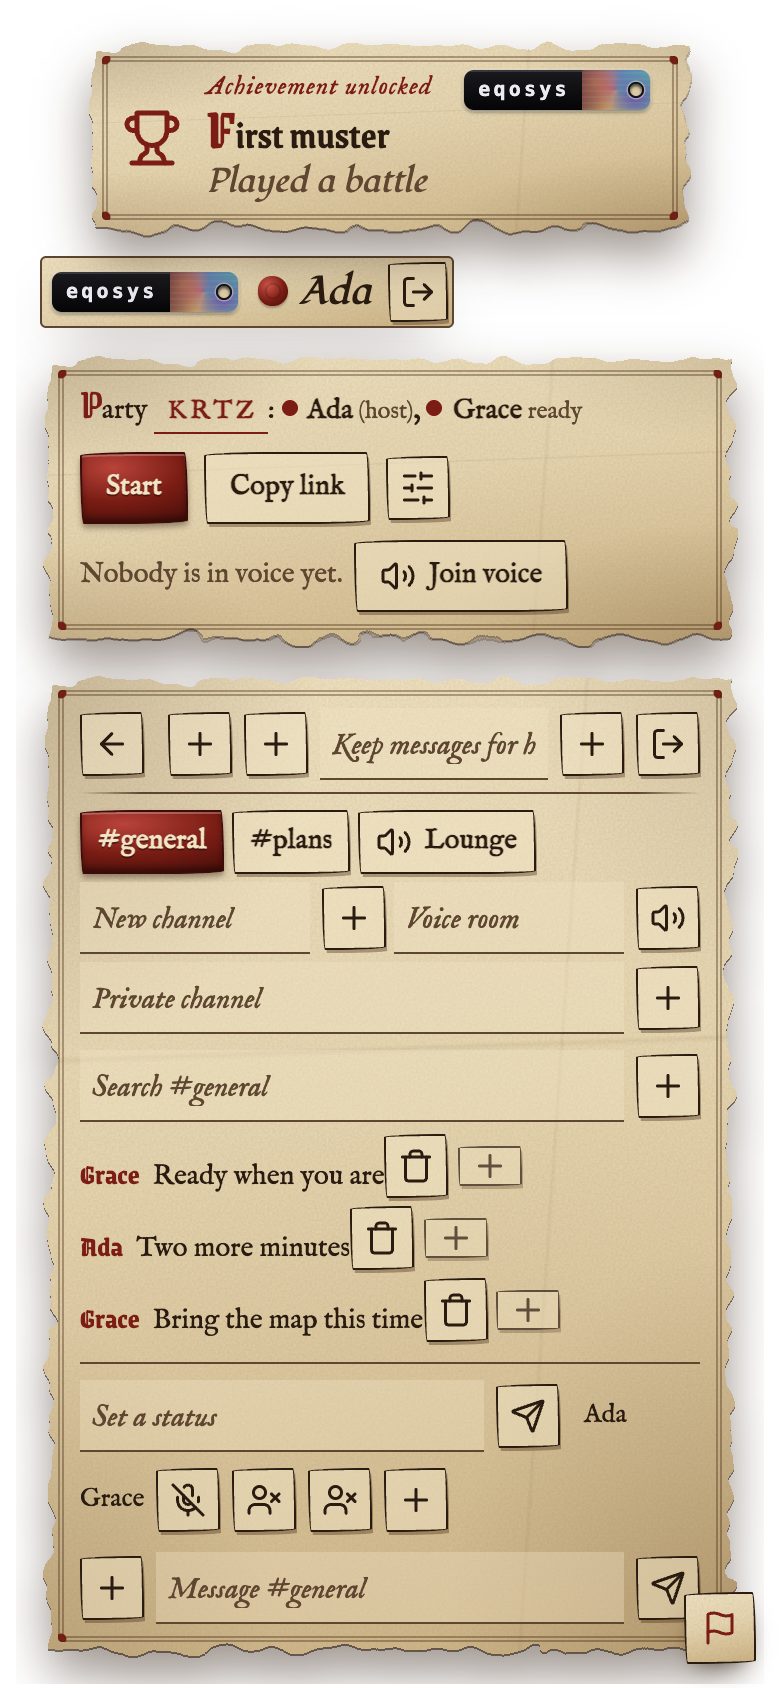 Achievement unlocked
eqosys
First muster
Played a battle
eqosys Ada
Party KRTZ : Ada (host), Grace ready
Start Copy link
Nobody is in voice yet. Join voice
Keep messages for h
#general #plans Lounge
New channel Voice room
Private channel
Search #general
Grace Ready when you are
Ada Two more minutes
Grace Bring the map this time
Set a status Ada
Grace
Message #general